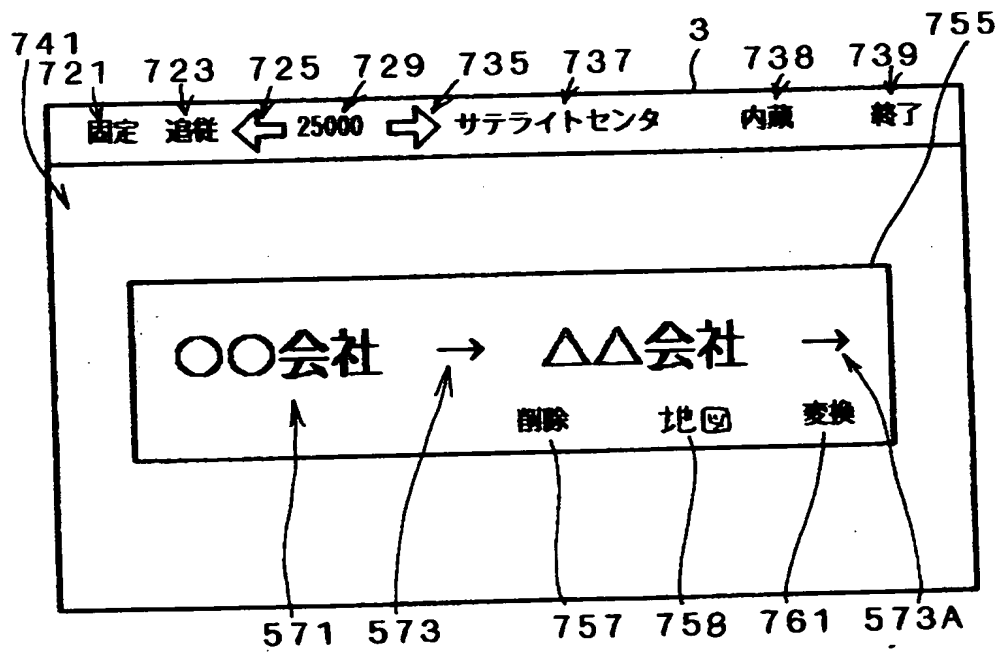 741 721 723 725 729 735 3 737 738 739 755
固定 追従 25000 サテライトセンタ 内蔵 終了
○○会社 → △△会社 →
削除 地図 変換
571 573 757 758 761 573A